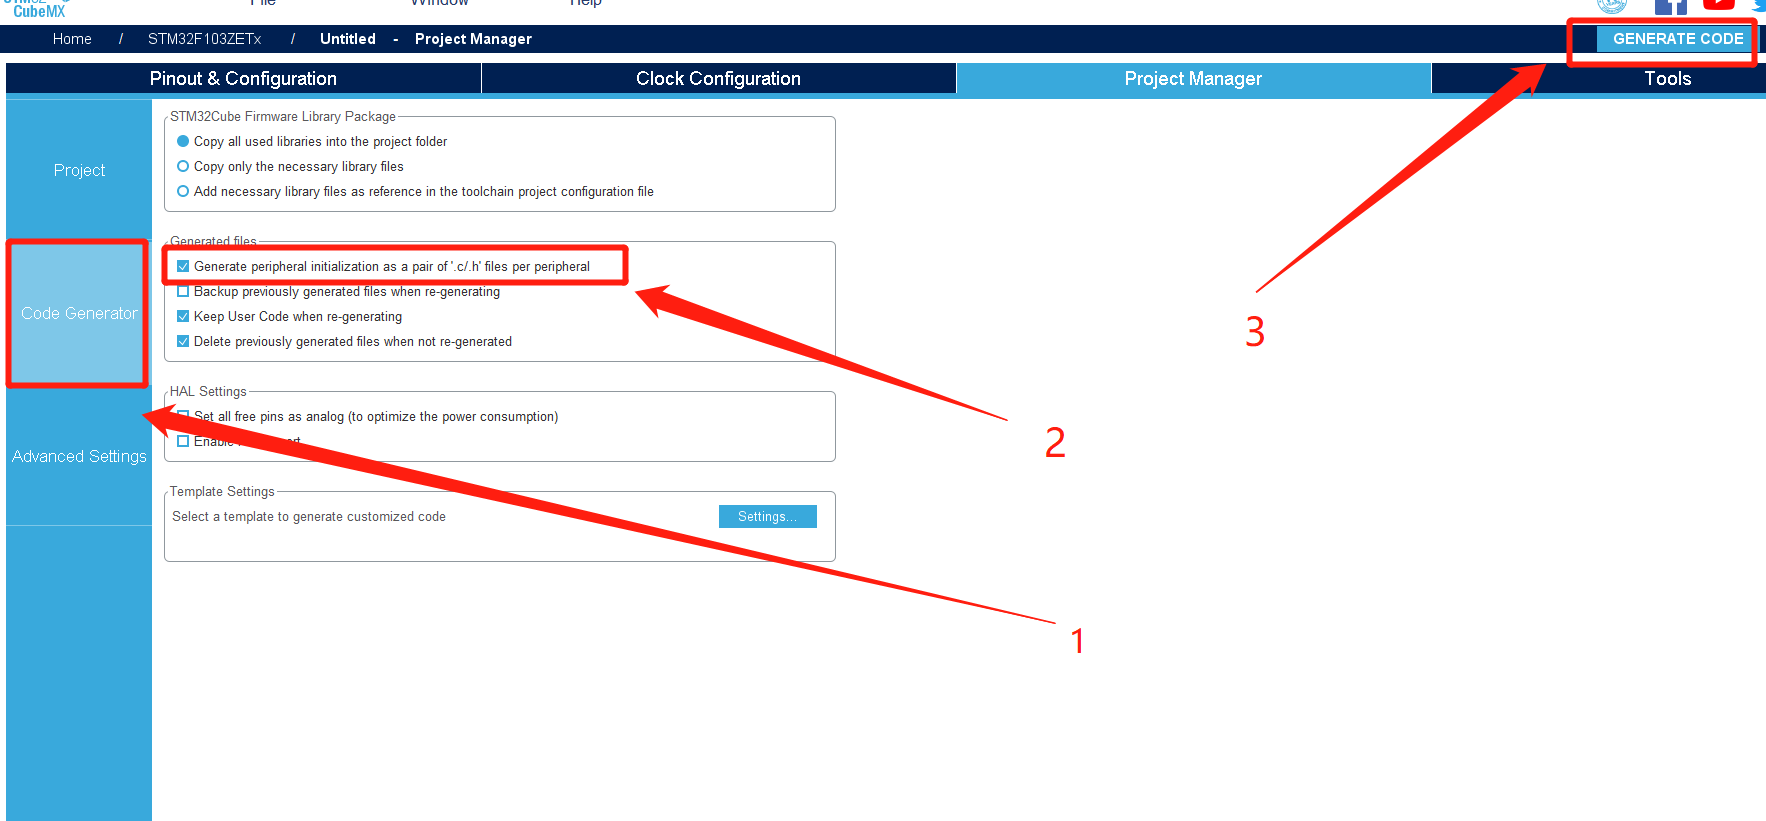 CubeMX
File Window Help
Home / STM32F103ZETx / Untitled - Project Manager
GENERATE CODE
Pinout & Configuration
Clock Configuration
Project Manager
Tools
Project
Code Generator
Advanced Settings
STM32Cube Firmware Library Package
Copy all used libraries into the project folder
Copy only the necessary library files
Add necessary library files as reference in the toolchain project configuration file
Generated files
Generate peripheral initialization as a pair of '.c/.h' files per peripheral
Backup previously generated files when re-generating
Keep User Code when re-generating
Delete previously generated files when not re-generated
HAL Settings
Set all free pins as analog (to optimize the power consumption)
Enable
Template Settings
Select a template to generate customized code
Settings...
1
2
3